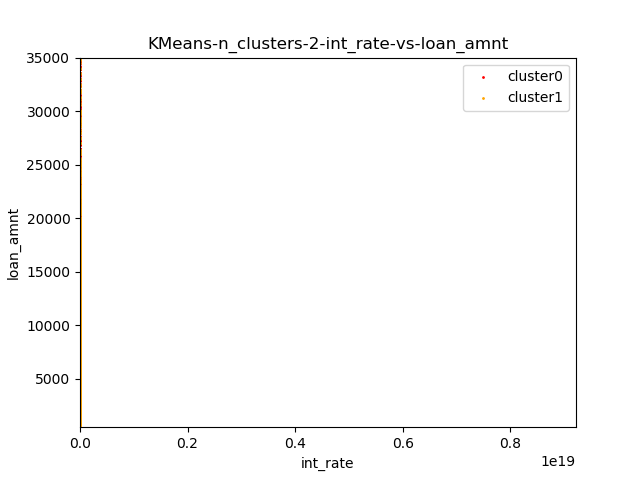 KMeans-n_clusters-2-int_rate-vs-loan_amnt
cluster0
cluster1
35000
30000
25000
20000
15000
10000
5000
loan_amnt
0.0 0.2 0.4 0.6 0.8
1e19
int_rate